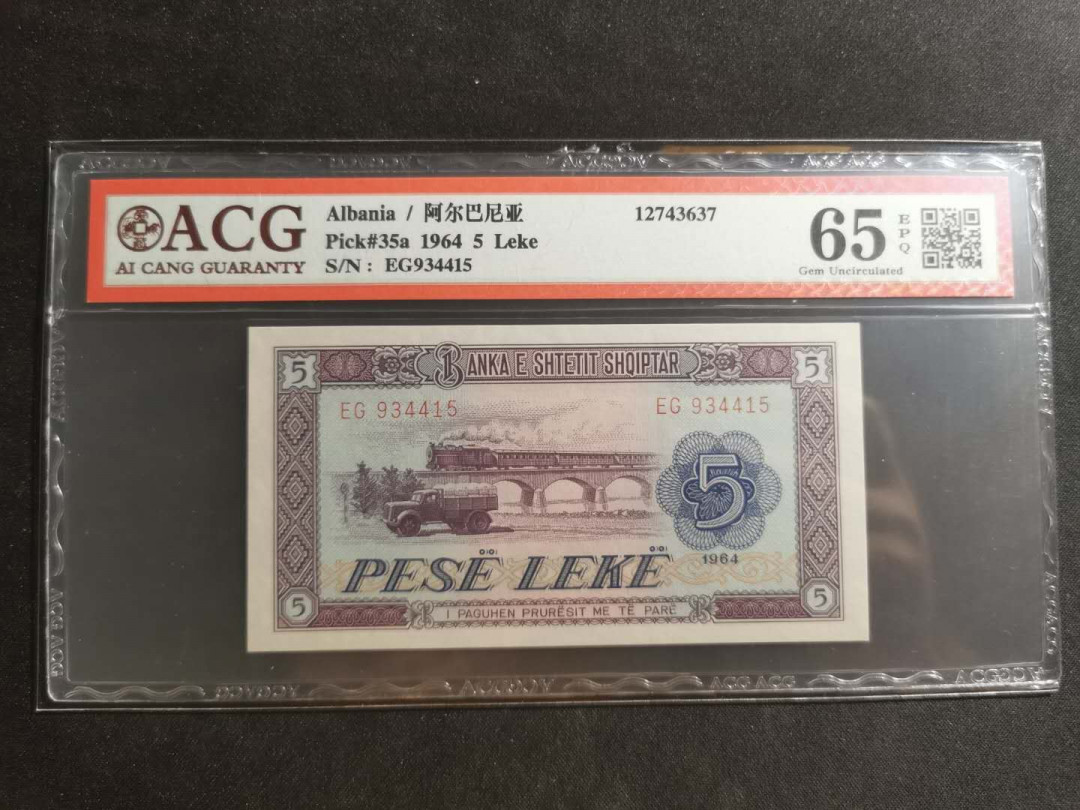 ACG
AI CANG GUARANTY
Albania / 阿尔巴尼亚
Pick#35a 1964 5 Leke
S/N : EG934415
12743637
65
EPQ
Gem Uncirculated
BANKA E SHTETIT SHQIPTAR
5
5
EG 934415
EG 934415
5
1964
PESË LEKË
5
I PAGUHEN PRURËSIT ME TË PARË
5